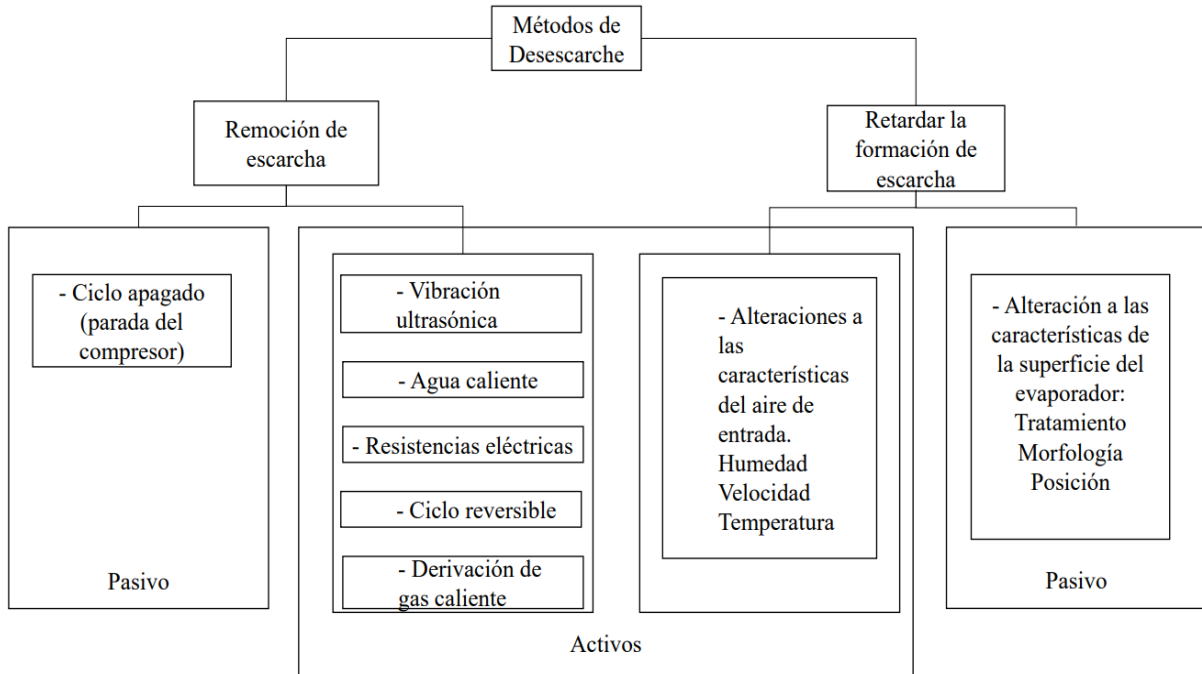 Métodos de
Desescarche
Remoción de
escarcha
Retardar la
formación de
escarcha
- Ciclo apagado
(parada del
compresor)
Pasivo
- Vibración
ultrasónica
- Agua caliente
- Resistencias eléctricas
- Ciclo reversible
- Derivación de
gas caliente
- Alteraciones a
las
características
del aire de
entrada.
Humedad
Velocidad
Temperatura
Activos
- Alteración a las
características de
la superficie del
evaporador:
Tratamiento
Morfología
Posición
Pasivo